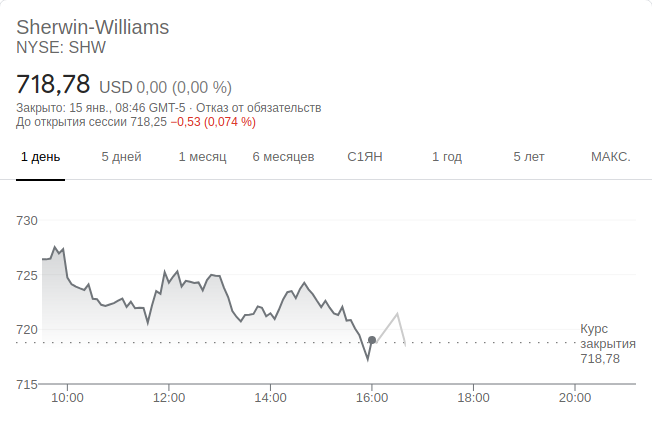 Sherwin-Williams
NYSE: SHW
718,78 USD 0,00 (0,00 %)
Закрыто: 15 янв., 08:46 GMT-5 · Отказ от обязательств
До открытия сессии 718,25 −0,53 (0,074 %)
1 день 5 дней 1 месяц 6 месяцев С1ЯН 1 год 5 лет МАКС.
730
725
720
715
Курс
закрытия
718,78
10:00 12:00 14:00 16:00 18:00 20:00